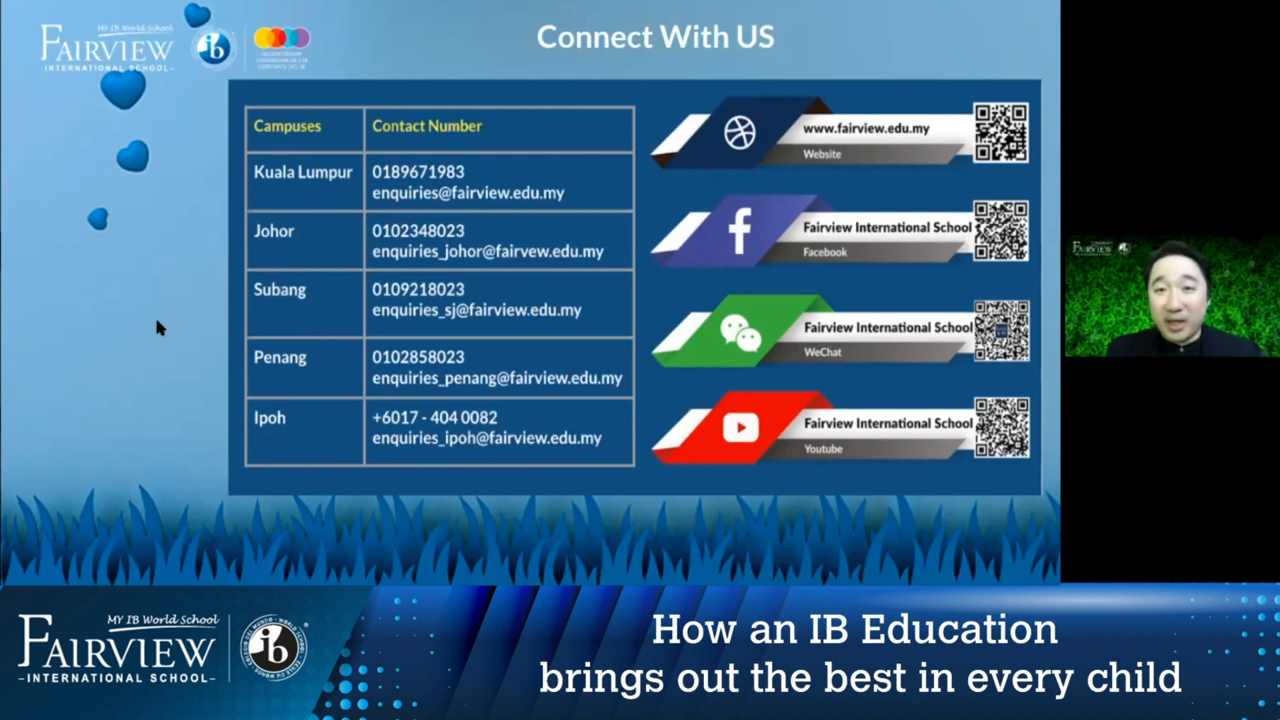 MY IB World School
FAIRVIEW
INTERNATIONAL SCHOOL
ib
Connect With US
Campuses
Contact Number
Kuala Lumpur
0189671983
enquiries@fairview.edu.my
Johor
0102348023
enquiries_johor@fairvew.edu.my
Subang
0109218023
enquiries_sj@fairview.edu.my
Penang
0102858023
enquiries_penang@fairview.edu.my
Ipoh
+6017 - 404 0082
enquiries_ipoh@fairview.edu.my
www.fairview.edu.my
Website
Fairview International School
Facebook
Fairview International School
WeChat
Fairview International School
Youtube
FAIRVIEW
MY IB World School
FAIRVIEW
INTERNATIONAL SCHOOL
ib
How an IB Education
brings out the best in every child